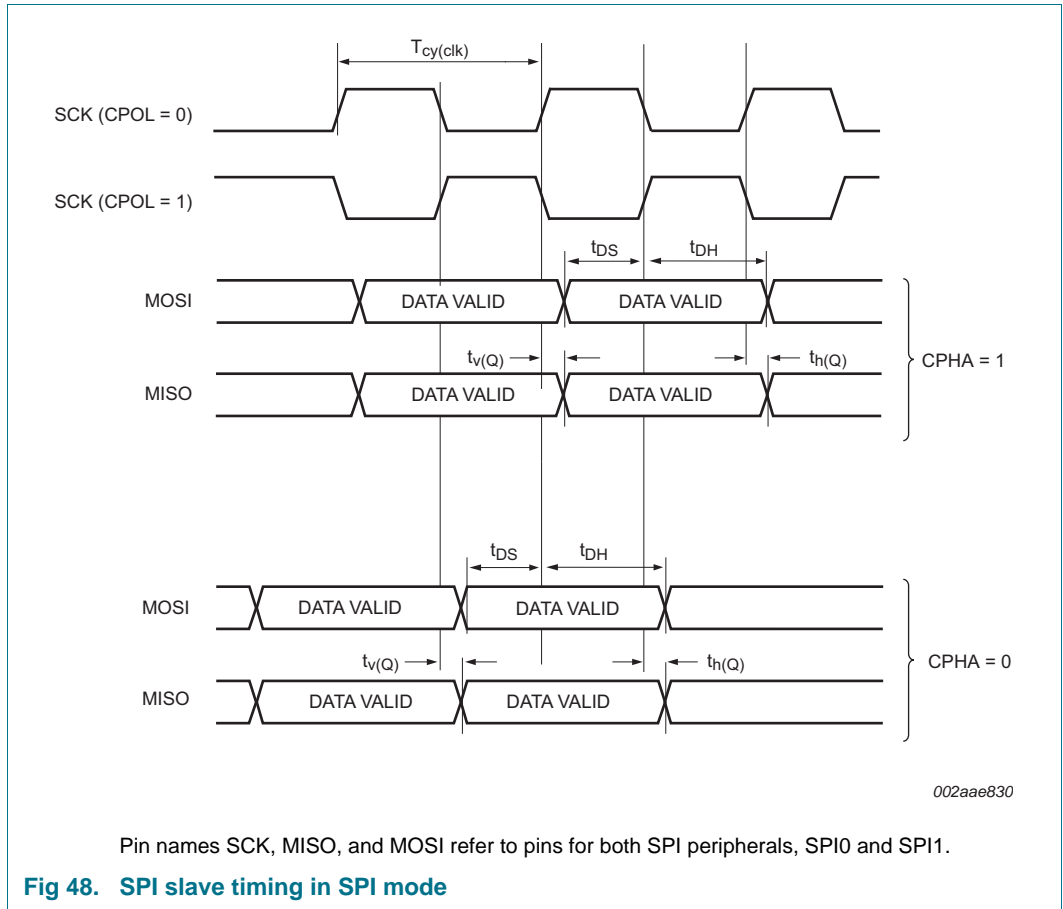 Tcy(clk)
SCK (CPOL = 0)
SCK (CPOL = 1)
tDS tDH
MOSI DATA VALID DATA VALID
tv(Q) th(Q)
CPHA = 1
MISO DATA VALID DATA VALID
tDS tDH
MOSI DATA VALID DATA VALID
tv(Q) th(Q)
CPHA = 0
MISO DATA VALID DATA VALID
002aae830
Pin names SCK, MISO, and MOSI refer to pins for both SPI peripherals, SPI0 and SPI1.
Fig 48. SPI slave timing in SPI mode